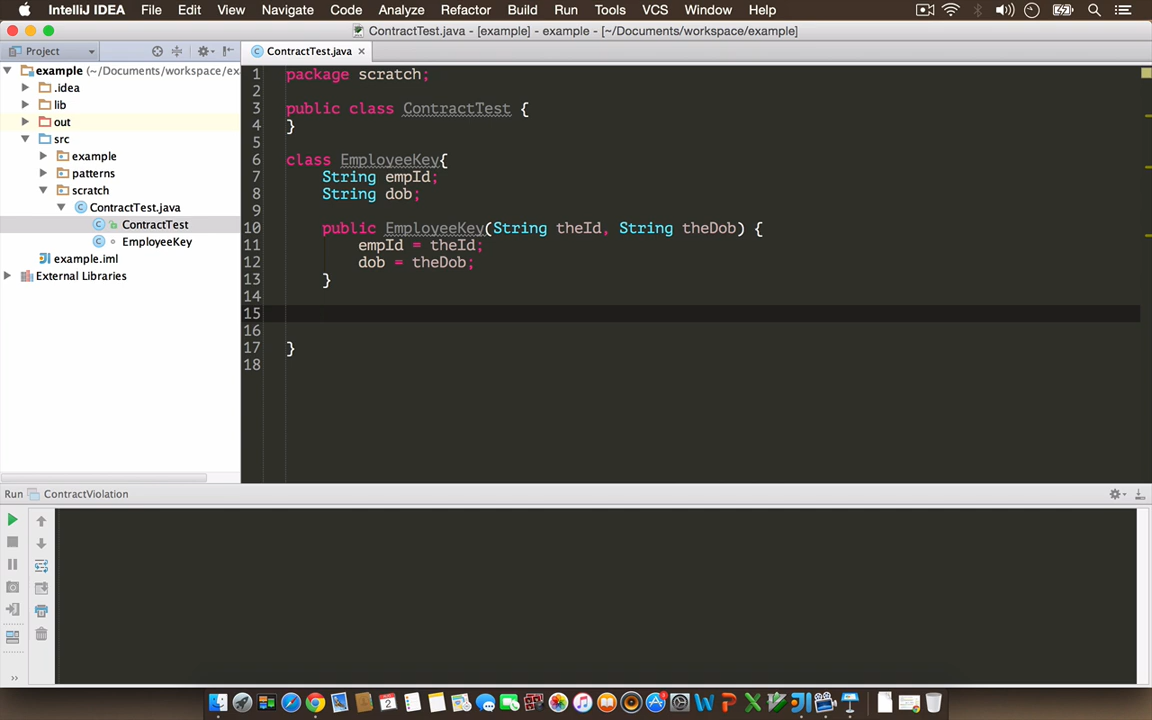 IntelliJ IDEA File Edit View Navigate Code Analyze Refactor Build Run Tools VCS Window Help
ContractTest.java - [example] - example - [~/Documents/workspace/example]
Project
ContractTest.java
example (~/Documents/workspace/ex
.idea
lib
out
src
example
patterns
scratch
ContractTest.java
ContractTest
EmployeeKey
example.iml
External Libraries
1 package scratch;
2
3 public class ContractTest {
4 }
5
6 class EmployeeKey{
7 String empId;
8 String dob;
9
10 public EmployeeKey(String theId, String theDob) {
11 empId = theId;
12 dob = theDob;
13 }
14
15
16
17 }
18
Run ContractViolation